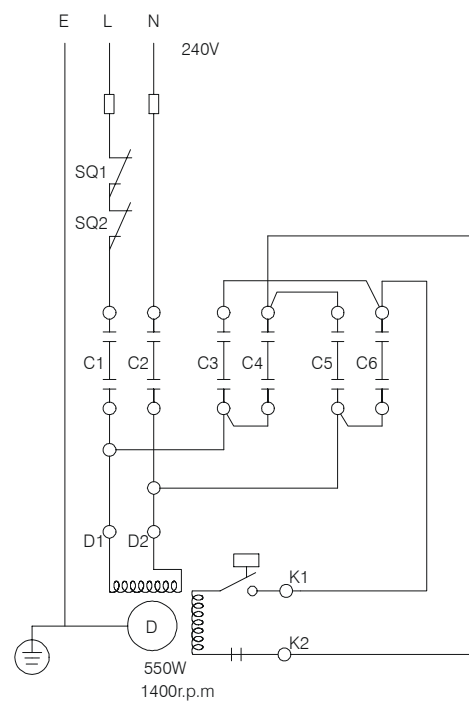 E L N
240V
SQ1
SQ2
C1 C2 C3 C4 C5 C6
D1 D2
K1
D
K2
550W
1400r.p.m